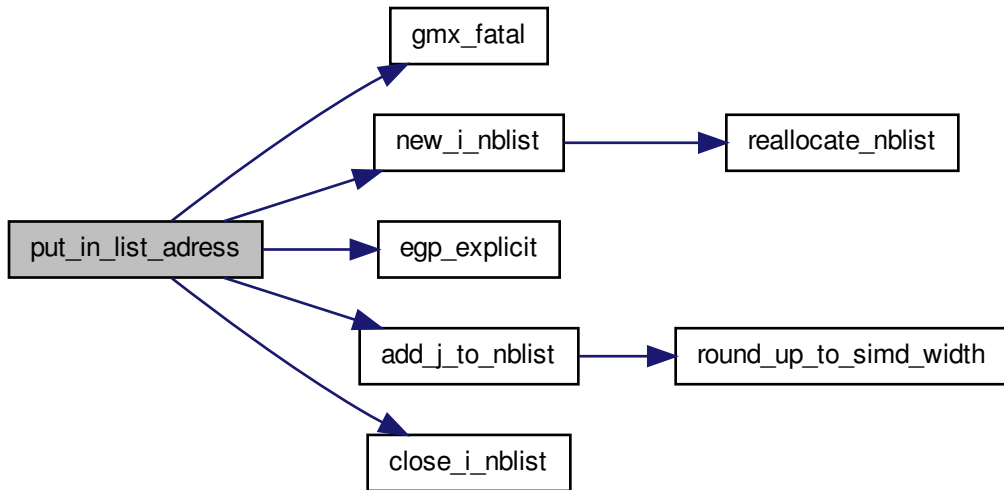 gmx_fatal
new_i_nblist
reallocate_nblist
put_in_list_adress
egp_explicit
add_j_to_nblist
round_up_to_simd_width
close_i_nblist